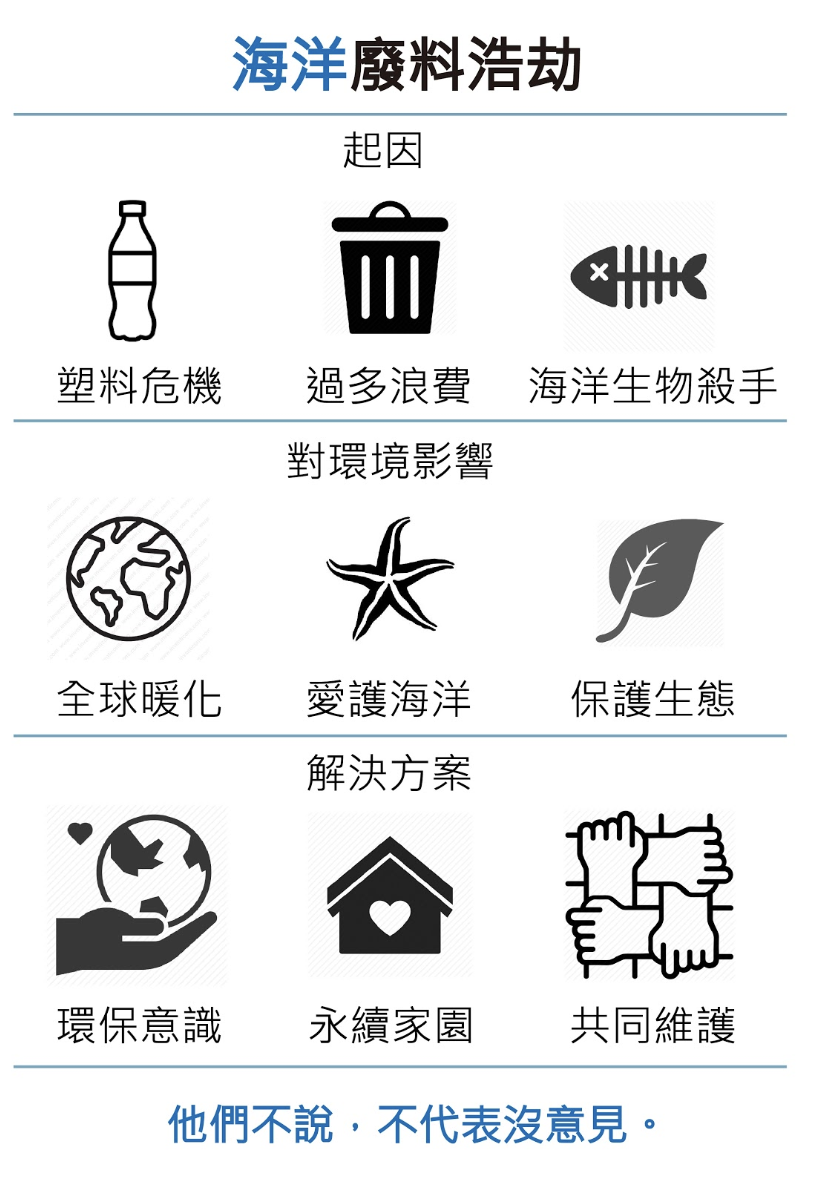 海洋廢料浩劫
起因
塑料危機 過多浪費 海洋生物殺手
對環境影響
全球暖化 愛護海洋 保護生態
解決方案
環保意識 永續家園 共同維護
他們不說，不代表沒意見。